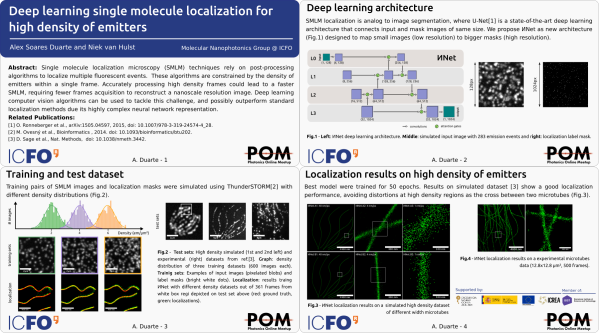 Deep learning single molecule localization for
high density of emitters
Alex Soares Duarte and Niek van Hulst
Molecular Nanophotonics Group @ ICFO
Abstract: Single molecule localization microscopy (SMLM) techniques rely on post-processing
algorithms to localize multiple fluorescent events. These algorithms are constrained by the density
of emitters within a single frame. Accurately processing high density frames could lead to a faster
SMLM, requiring fewer frames acquisition to reconstruct a nanoscale resolution image. Deep learning
computer vision algorithms can be used to tackle this challenge, and possibly outperform standard
localization methods due its highly complex neural network representation.
Related Publications:
[1] O. Ronneberger et al., arXiv:1505.04597, 2015, doi: 10.1007/978-3-319-24574-4_28.
[2] M. Ovesný et al., Bioinformatics., 2014. doi: 10.1093/bioinformatics/btu202.
[3] D. Sage et al., Nat. Methods, doi: 10.1038/nmeth.3442.
ICFO
A. Duarte - 1
POM
Photonics Online Meetup
Deep learning architecture
SMLM localization is analog to image segmentation, where U-Net[1] is a state-of-the-art deep learning
architecture that connects input and mask images of same size. We propose ИNet as new architecture
(Fig.1) designed to map small images (low resolution) to bigger masks (high resolution).
ИNet
L0
L1
L2
L3
128px
1024px
convolutions
attention gate
Fig.1 - Left: ИNet deep learning architecture. Middle: simulated input image with 283 emission events and right: localization label mask.
ICFO
A. Duarte - 2
POM
Photonics Online Meetup
Training and test dataset
Training pairs of SMLM images and localization masks were simulated using ThunderSTORM[2] with
different density distributions (Fig.2).
# images
Density (em/μm²)
training sets
localization
test sets
Fig.2 - Test sets: High density simulated (1st and 2nd left) and
experimental (right) datasets from ref[3]. Graph: density
distribution of three training datasets (600 images each).
Training sets: Examples of input images (pixelated blobs) and
label masks (bright white dots). Localization: results training
ИNet with different density datasets out of 361 frames from
white box regi depicted on test set above (red ground truth,
green localizations).
ICFO
A. Duarte - 3
POM
Photonics Online Meetup
Localization results on high density of emitters
Best model were trained for 50 epochs. Results on simulated dataset [3] show a good localization
performance, avoiding distortions at high density regions as the cross between two microtubes (Fig.3).
Fig.3 - ИNet localization results on a simulated high density dataset
of different width microtubes
Fig.4 - ИNet localization results on a experimental microtubes
data (12.8x12.8 μm², 500 frames).
Supported by:
Member of:
ICREA
ICFO
A. Duarte - 4
POM
Photonics Online Meetup